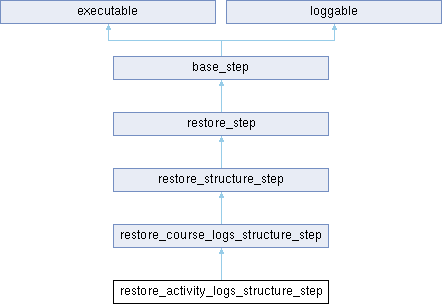 executable
loggable
base_step
restore_step
restore_structure_step
restore_course_logs_structure_step
restore_activity_logs_structure_step